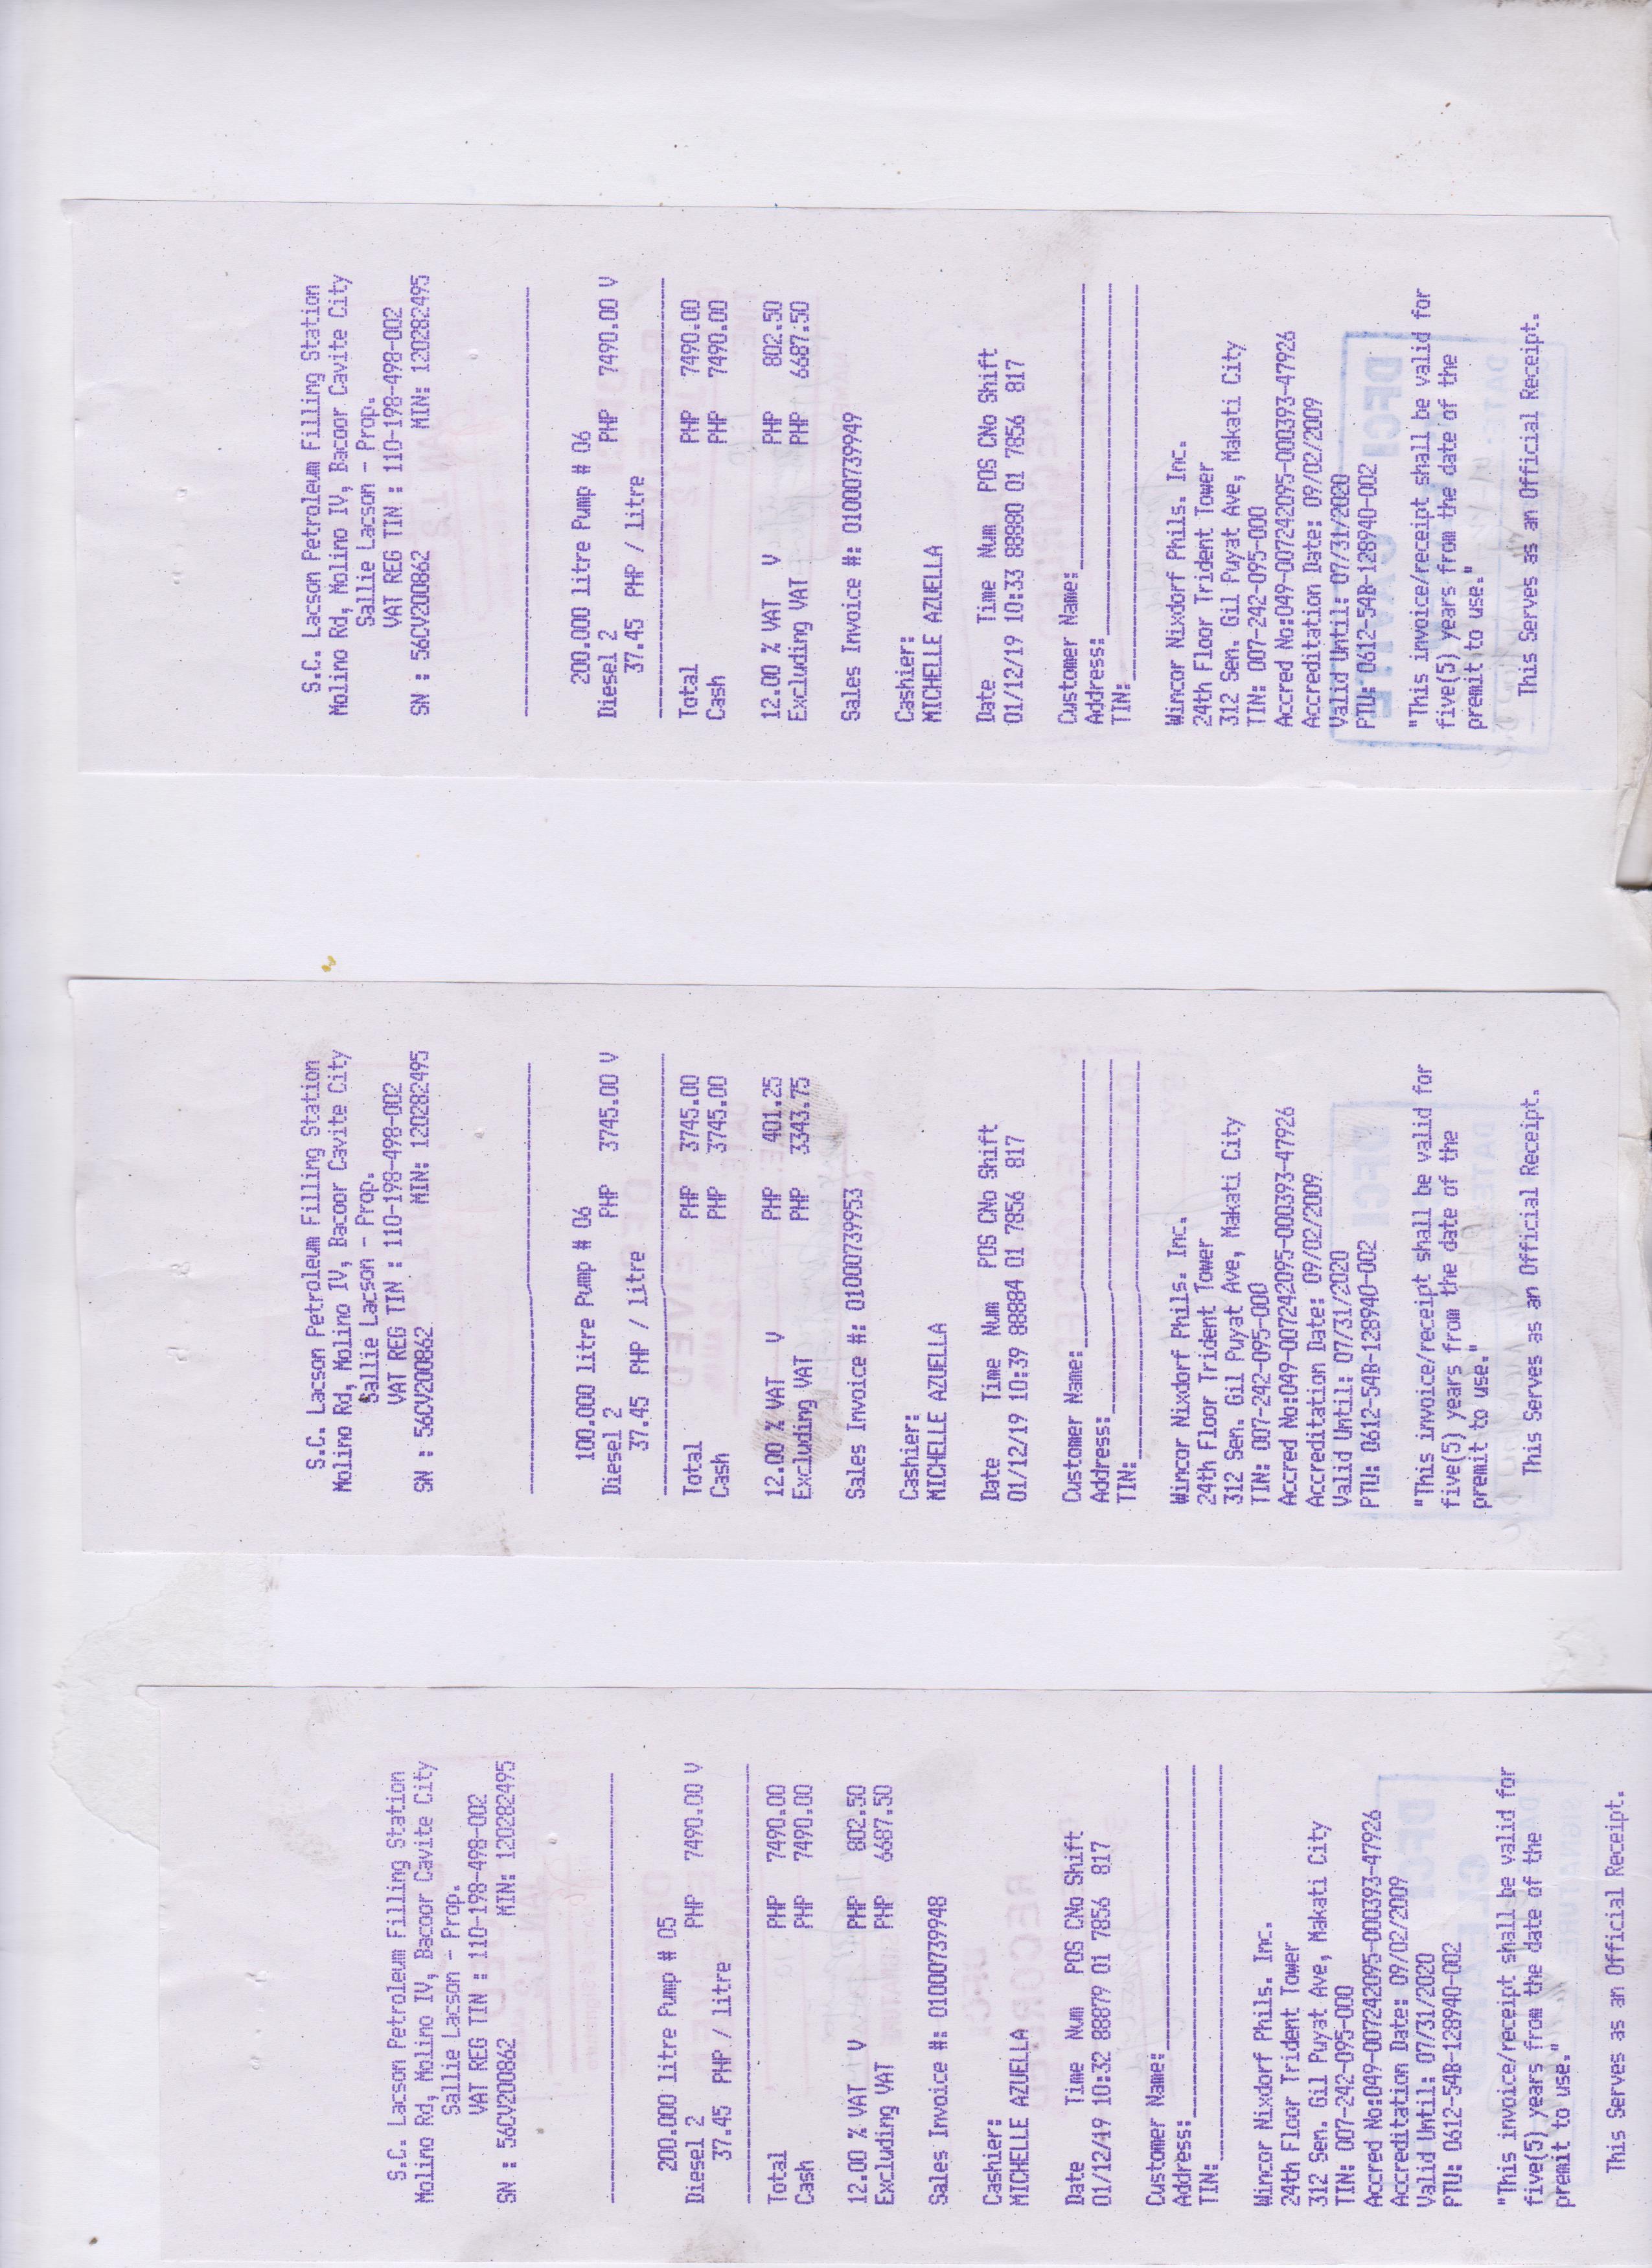 S.C. Lacson Petroleum Filling Station
Molino Rd, Molino IV, Bacoor Cavite City
Sallie Lacson - Prop.
VAT REG TIN : 110-198-498-002
SN : 56CV200862 MIN: 120282495
200.000 litre Pump # 05
Diesel 2 PHP 7490.00 V
37.45 PHP / litre
Total PHP 7490.00
Cash PHP 7490.00
12.00 % VAT V PHP 802.50
Excluding VAT PHP 6687.50
Sales Invoice #: 01000739948
Cashier:
MICHELLE AZUELLA
Date Time Num POS CNo Shift
01/12/19 10:32 88879 01 7856 817
Customer Name:
Address:
TIN:
Wincor Nixdorf Phils. Inc.
24th Floor Trident Tower
312 Sen. Gil Puyat Ave, Makati City
TIN: 007-242-095-000
Accred No:049-007242095-000393-47926
Accreditation Date: 09/02/2009
Valid Until: 07/31/2020
PTU: 0612-54B-128940-002
"This invoice/receipt shall be valid for
five(5) years from the date of the
premit to use."
This Serves as an Official Receipt.
S.C. Lacson Petroleum Filling Station
Molino Rd, Molino IV, Bacoor Cavite City
Sallie Lacson - Prop.
VAT REG TIN : 110-198-498-002
SN : 56CV200862 MIN: 120282495
100.000 litre Pump # 06
Diesel 2 PHP 3745.00 V
37.45 PHP / litre
Total PHP 3745.00
Cash PHP 3745.00
12.00 % VAT V PHP 401.25
Excluding VAT PHP 3343.75
Sales Invoice #: 01000739953
Cashier:
MICHELLE AZUELLA
Date Time Num POS CNo Shift
01/12/19 10:39 88884 01 7856 817
Customer Name:
Address:
TIN:
Wincor Nixdorf Phils. Inc.
24th Floor Trident Tower
312 Sen. Gil Puyat Ave, Makati City
TIN: 007-242-095-000
Accred No:049-007242095-000393-47926
Accreditation Date: 09/02/2009
Valid Until: 07/31/2020
PTU: 0612-54B-128940-002
"This invoice/receipt shall be valid for
five(5) years from the date of the
premit to use."
This Serves as an Official Receipt.
S.C. Lacson Petroleum Filling Station
Molino Rd, Molino IV, Bacoor Cavite City
Sallie Lacson - Prop.
VAT REG TIN : 110-198-498-002
SN : 56CV200862 MIN: 120282495
200.000 litre Pump # 06
Diesel 2 PHP 7490.00 V
37.45 PHP / litre
Total PHP 7490.00
Cash PHP 7490.00
12.00 % VAT V PHP 802.50
Excluding VAT PHP 6687.50
Sales Invoice #: 01000739949
Cashier:
MICHELLE AZUELLA
Date Time Num POS CNo Shift
01/12/19 10:33 88880 01 7856 817
Customer Name:
Address:
TIN:
Wincor Nixdorf Phils. Inc.
24th Floor Trident Tower
312 Sen. Gil Puyat Ave, Makati City
TIN: 007-242-095-000
Accred No:049-007242095-000393-47926
Accreditation Date: 09/02/2009
Valid Until: 07/31/2020
PTU: 0612-54B-128940-002
"This invoice/receipt shall be valid for
five(5) years from the date of the
premit to use."
This Serves as an Official Receipt.